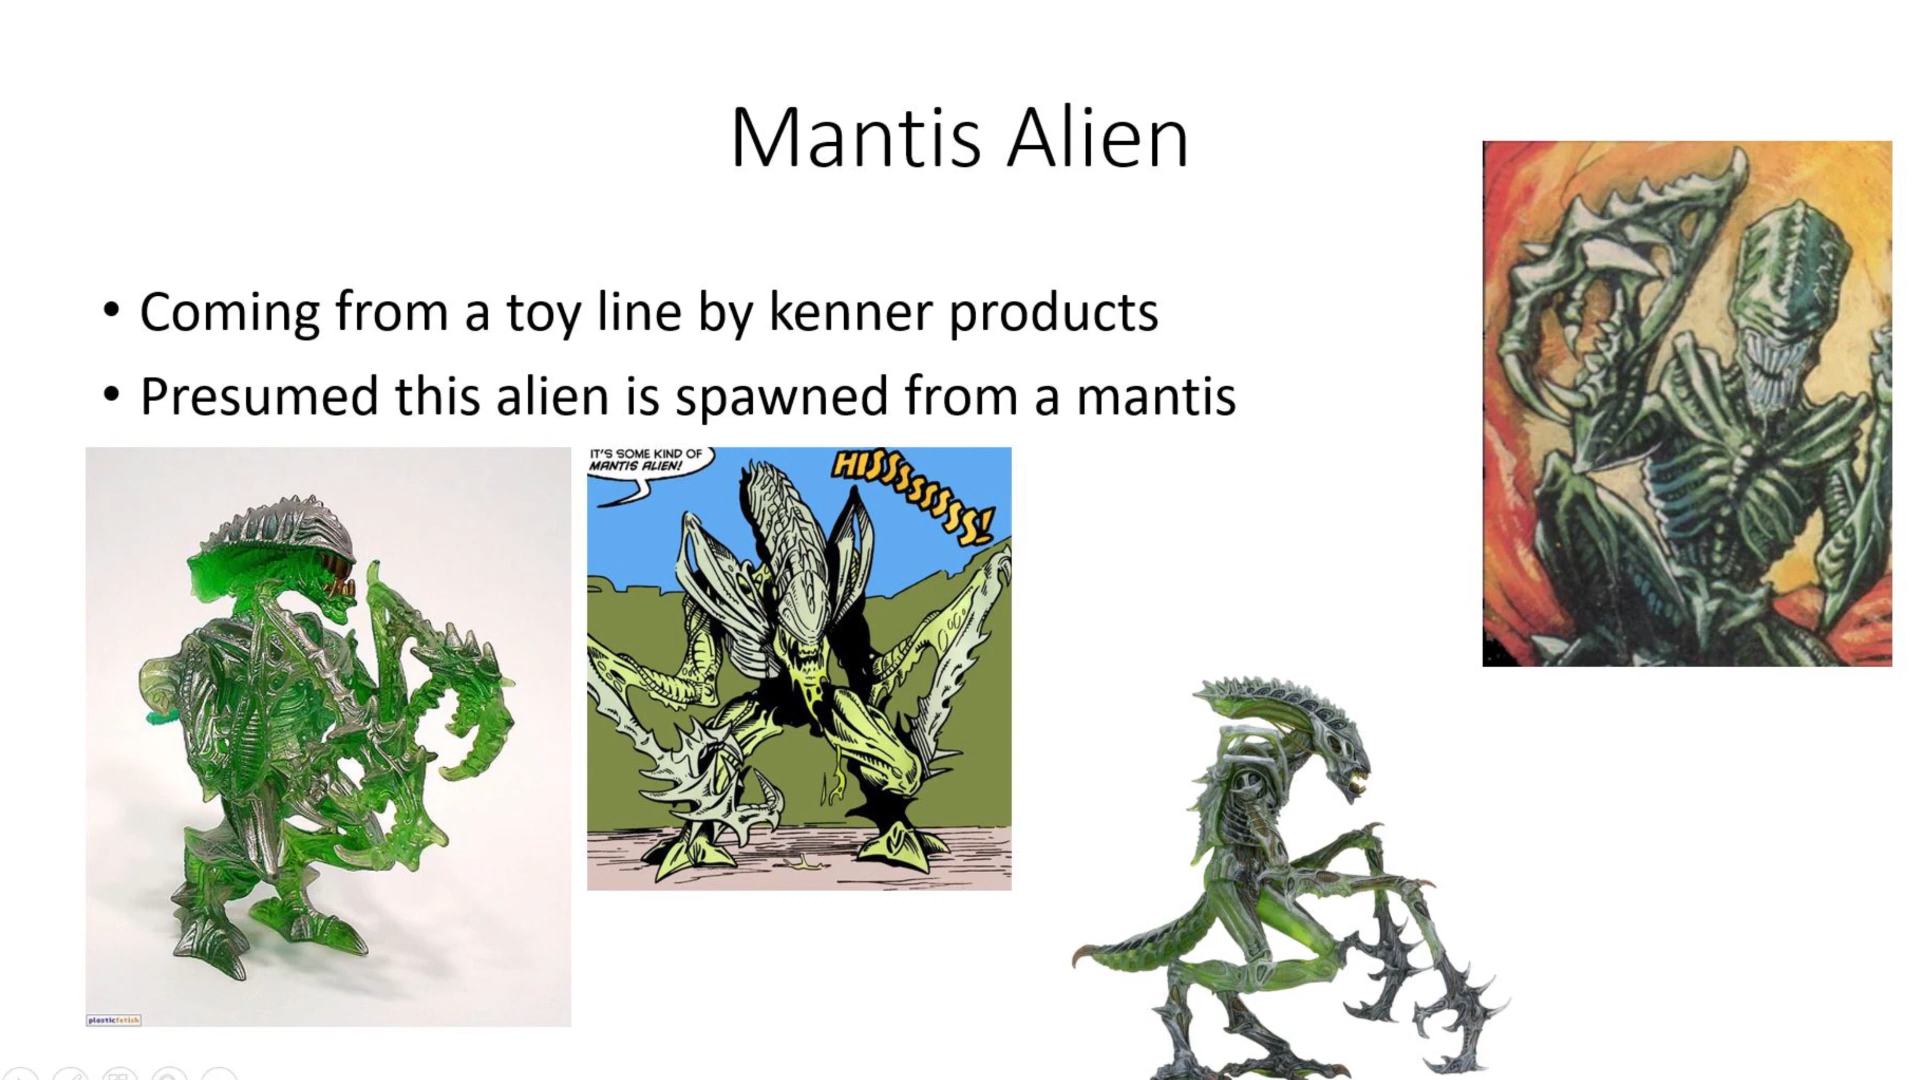 Mantis Alien
• Coming from a toy line by kenner products
• Presumed this alien is spawned from a mantis
IT'S SOME KIND OF
MANTIS ALIEN!
HISSSSSSSS!
plasticfetish